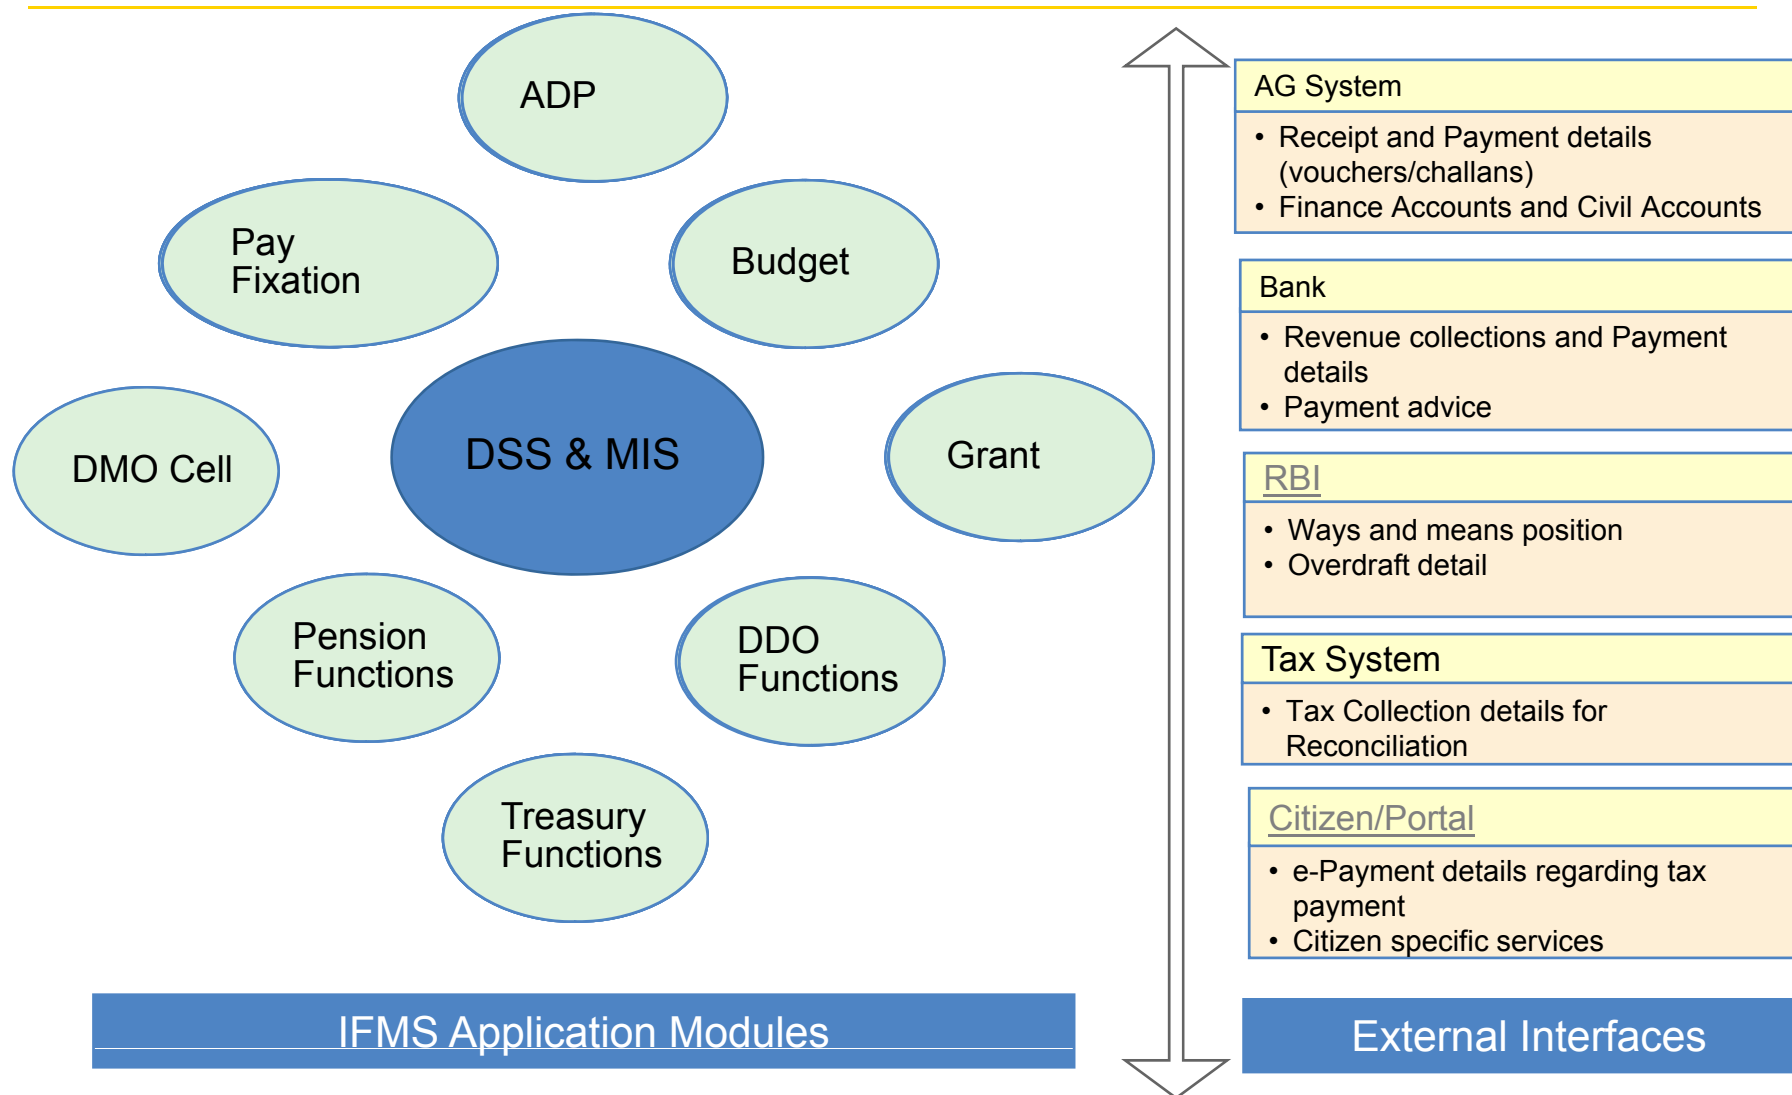 ADP
Pay
Fixation
Budget
DMO Cell
DSS & MIS
Grant
Pension
Functions
DDO
Functions
Treasury
Functions
IFMS Application Modules
AG System
• Receipt and Payment details
(vouchers/challans)
• Finance Accounts and Civil Accounts
Bank
• Revenue collections and Payment
details
• Payment advice
RBI
• Ways and means position
• Overdraft detail
Tax System
• Tax Collection details for
Reconciliation
Citizen/Portal
• e-Payment details regarding tax
payment
• Citizen specific services
External Interfaces